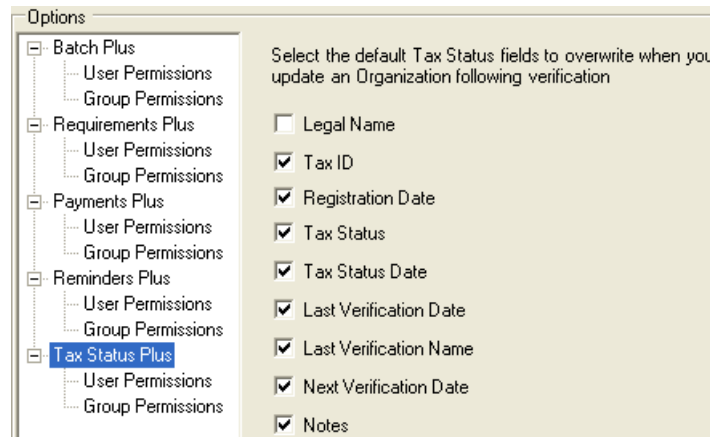 Options
Batch Plus
User Permissions
Group Permissions
Requirements Plus
User Permissions
Group Permissions
Payments Plus
User Permissions
Group Permissions
Reminders Plus
User Permissions
Group Permissions
Tax Status Plus
User Permissions
Group Permissions
Select the default Tax Status fields to overwrite when you
update an Organization following verification
Legal Name
Tax ID
Registration Date
Tax Status
Tax Status Date
Last Verification Date
Last Verification Name
Next Verification Date
Notes